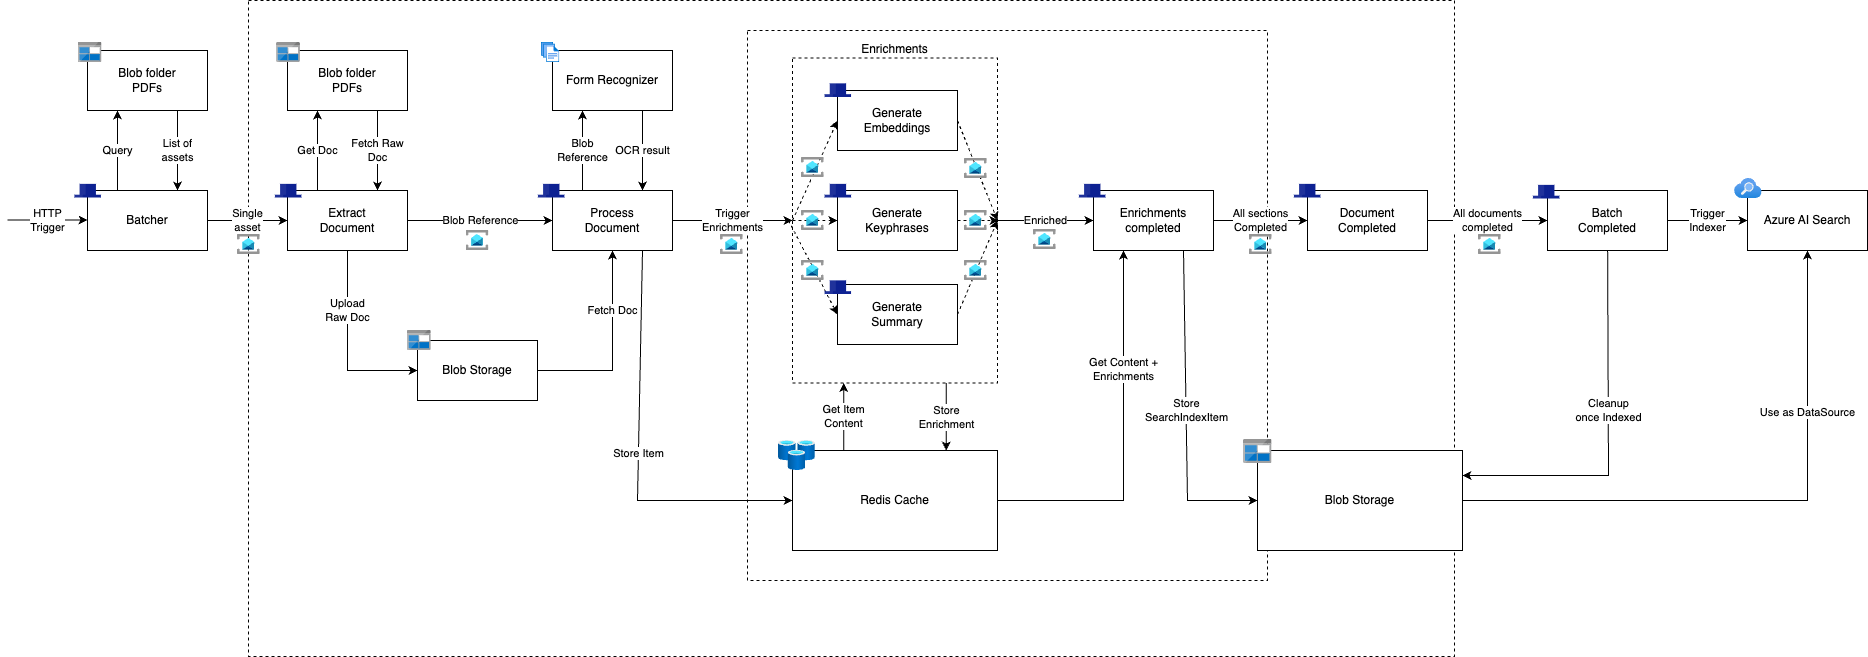 Enrichments
Blob folder
PDFs
Blob folder
PDFs
Form Recognizer
Generate
Embeddings
Query
List of
assets
Get Doc
Fetch Raw
Doc
Blob
Reference
OCR result
HTTP
Trigger
Batcher
Single
asset
Extract
Document
Blob Reference
Process
Document
Trigger
Enrichments
Generate
Keyphrases
Enriched
Enrichments
completed
All sections
Completed
Document
Completed
All documents
completed
Batch
Completed
Trigger
Indexer
Azure AI Search
Upload
Raw Doc
Fetch Doc
Generate
Summary
Blob Storage
Get Content +
Enrichments
Get Item
Content
Store
Enrichment
Store
SearchIndexItem
Cleanup
once Indexed
Use as DataSource
Store Item
Redis Cache
Blob Storage